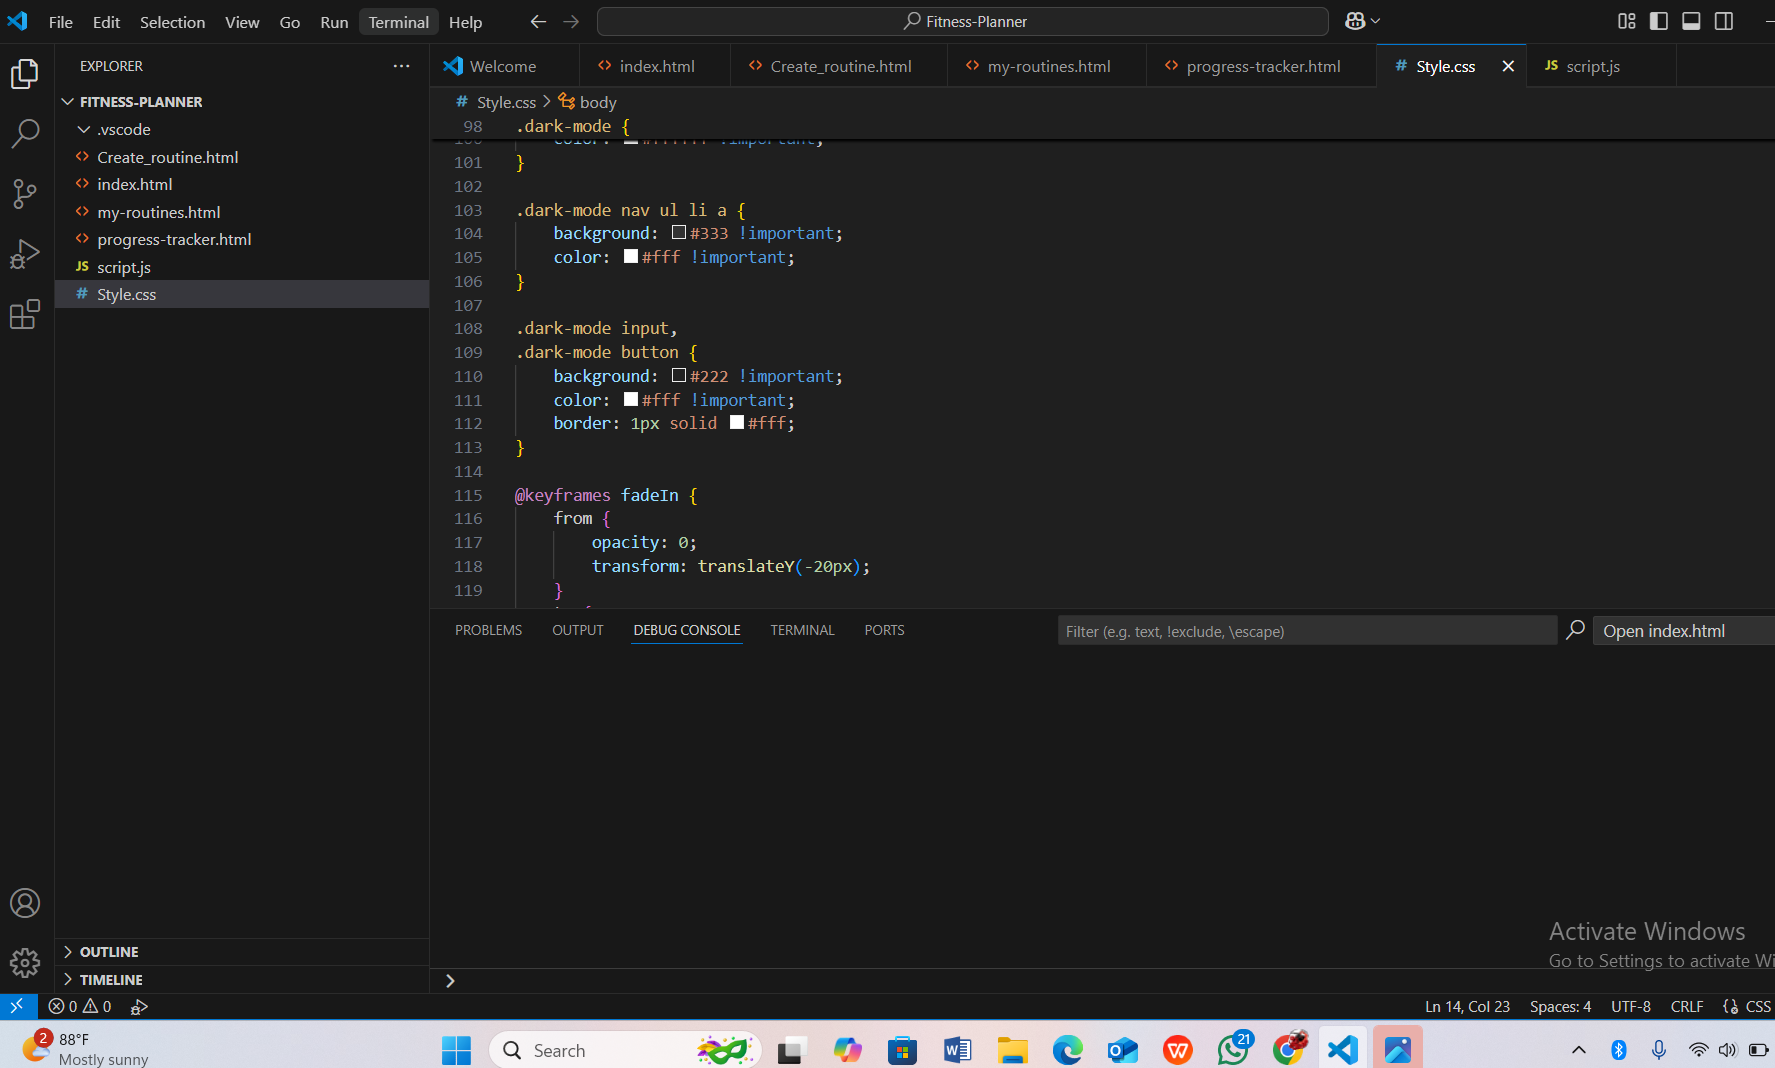 File Edit Selection View Go Run Terminal Help
Fitness-Planner
EXPLORER
Welcome
index.html
Create_routine.html
my-routines.html
progress-tracker.html
# Style.css
JS script.js
FITNESS-PLANNER
.vscode
Create_routine.html
index.html
my-routines.html
progress-tracker.html
JS script.js
# Style.css
# Style.css > body
98 .dark-mode {
100 color: #ffffff !important;
101 }
102
103 .dark-mode nav ul li a {
104 background: #333 !important;
105 color: #fff !important;
106 }
107
108 .dark-mode input,
109 .dark-mode button {
110 background: #222 !important;
111 color: #fff !important;
112 border: 1px solid #fff;
113 }
114
115 @keyframes fadeIn {
116 from {
117 opacity: 0;
118 transform: translateY(-20px);
119 }
PROBLEMS OUTPUT DEBUG CONSOLE TERMINAL PORTS
Filter (e.g. text, !exclude, \escape)
Open index.html
OUTLINE
TIMELINE
Activate Windows
Go to Settings to activate Wi
0 0
Ln 14, Col 23 Spaces: 4 UTF-8 CRLF {} CSS
2
88°F
Mostly sunny
Search
21